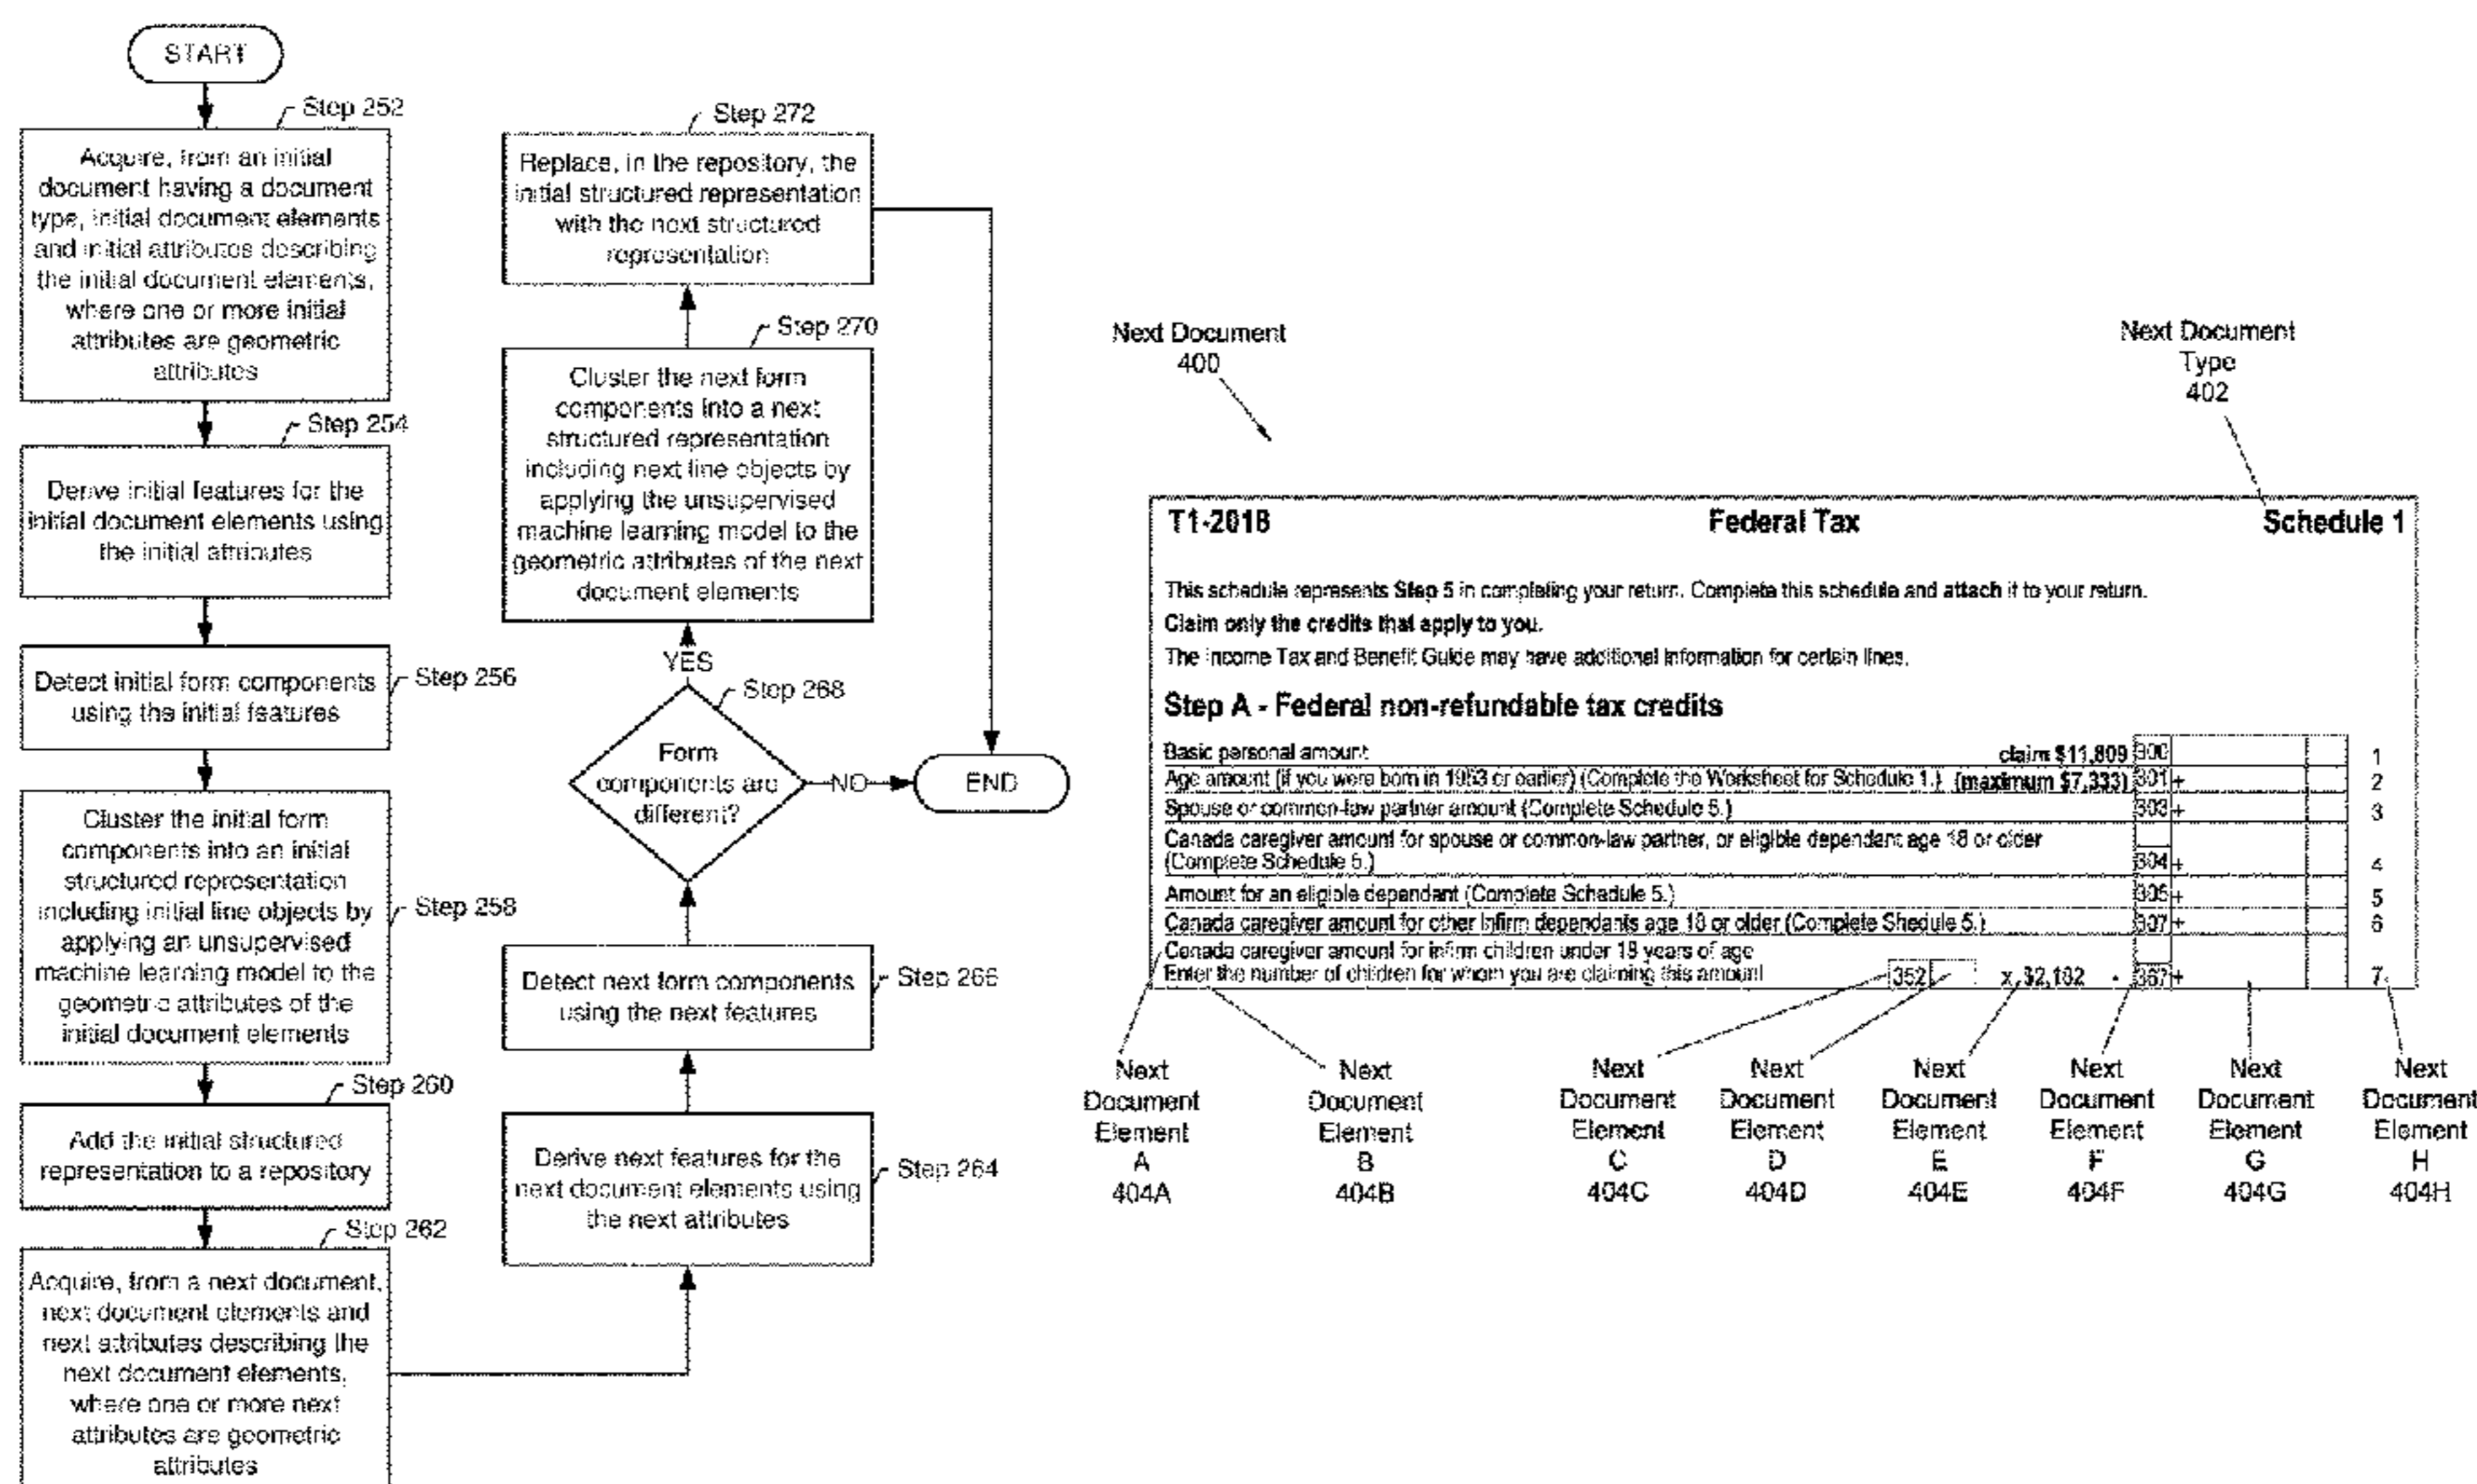 START
Step 252
Acquire, from an initial
document having a document
type, initial document elements
and initial attributes describing
the initial document elements,
where one or more initial
attributes are geometric
attributes
Step 254
Derive initial features for the
initial document elements using
the initial attributes
Detect initial form components
using the initial features
Step 256
Cluster the initial form
components into an initial
structured representation
including initial line objects by
applying an unsupervised
machine learning model to the
geometric attributes of the
initial document elements
Step 258
Step 260
Add the initial structured
representation to a repository
Step 262
Acquire, from a next document,
next document elements and
next attributes describing the
next document elements,
where one or more next
attributes are geometric
attributes
Step 272
Replace, in the repository, the
initial structured representation
with the next structured
representation
Step 270
Cluster the next form
components into a next
structured representation
including next line objects by
applying the unsupervised
machine learning model to the
geometric attributes of the next
document elements
YES
Step 268
Form
components are
different?
NO
END
Detect next form components
using the next features
Step 266
Derive next features for the
next document elements using
the next attributes
Step 264
Next Document
400
Next Document
Type
402
T1-2018 Federal Tax Schedule 1
This schedule represents Step 5 in completing your return. Complete this schedule and attach it to your return.
Claim only the credits that apply to you.
The Income Tax and Benefit Guide may have additional information for certain lines.
Step A - Federal non-refundable tax credits
Basic personal amount claim $11,809 300 1
Age amount (if you were born in 1953 or earlier) (Complete the Worksheet for Schedule 1.) (maximum $7,333) 301 + 2
Spouse or common-law partner amount (Complete Schedule 5.) 303 + 3
Canada caregiver amount for spouse or common-law partner, or eligible dependant age 18 or older
(Complete Schedule 5.) 304 + 4
Amount for an eligible dependant (Complete Schedule 5.) 305 + 5
Canada caregiver amount for other infirm dependants age 18 or older (Complete Shedule 5.) 307 + 6
Canada caregiver amount for infirm children under 18 years of age
Enter the number of children for whom you are claiming this amount 352 x $2,182 367 + 7
Next
Document
Element
A
404A
Next
Document
Element
B
404B
Next
Document
Element
C
404C
Next
Document
Element
D
404D
Next
Document
Element
E
404E
Next
Document
Element
F
404F
Next
Document
Element
G
404G
Next
Document
Element
H
404H